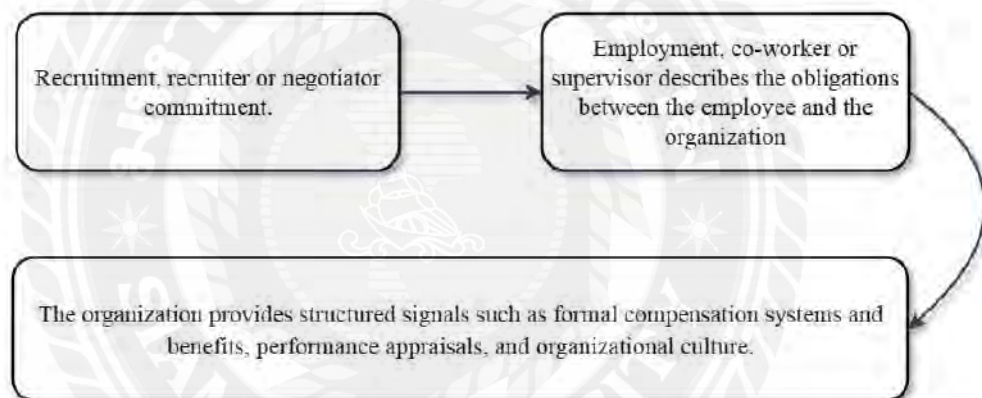 Recruitment, recruiter or negotiator
commitment.
Employment, co-worker or
supervisor describes the obligations
between the employee and the
organization
The organization provides structured signals such as formal compensation systems and
benefits, performance appraisals, and organizational culture.